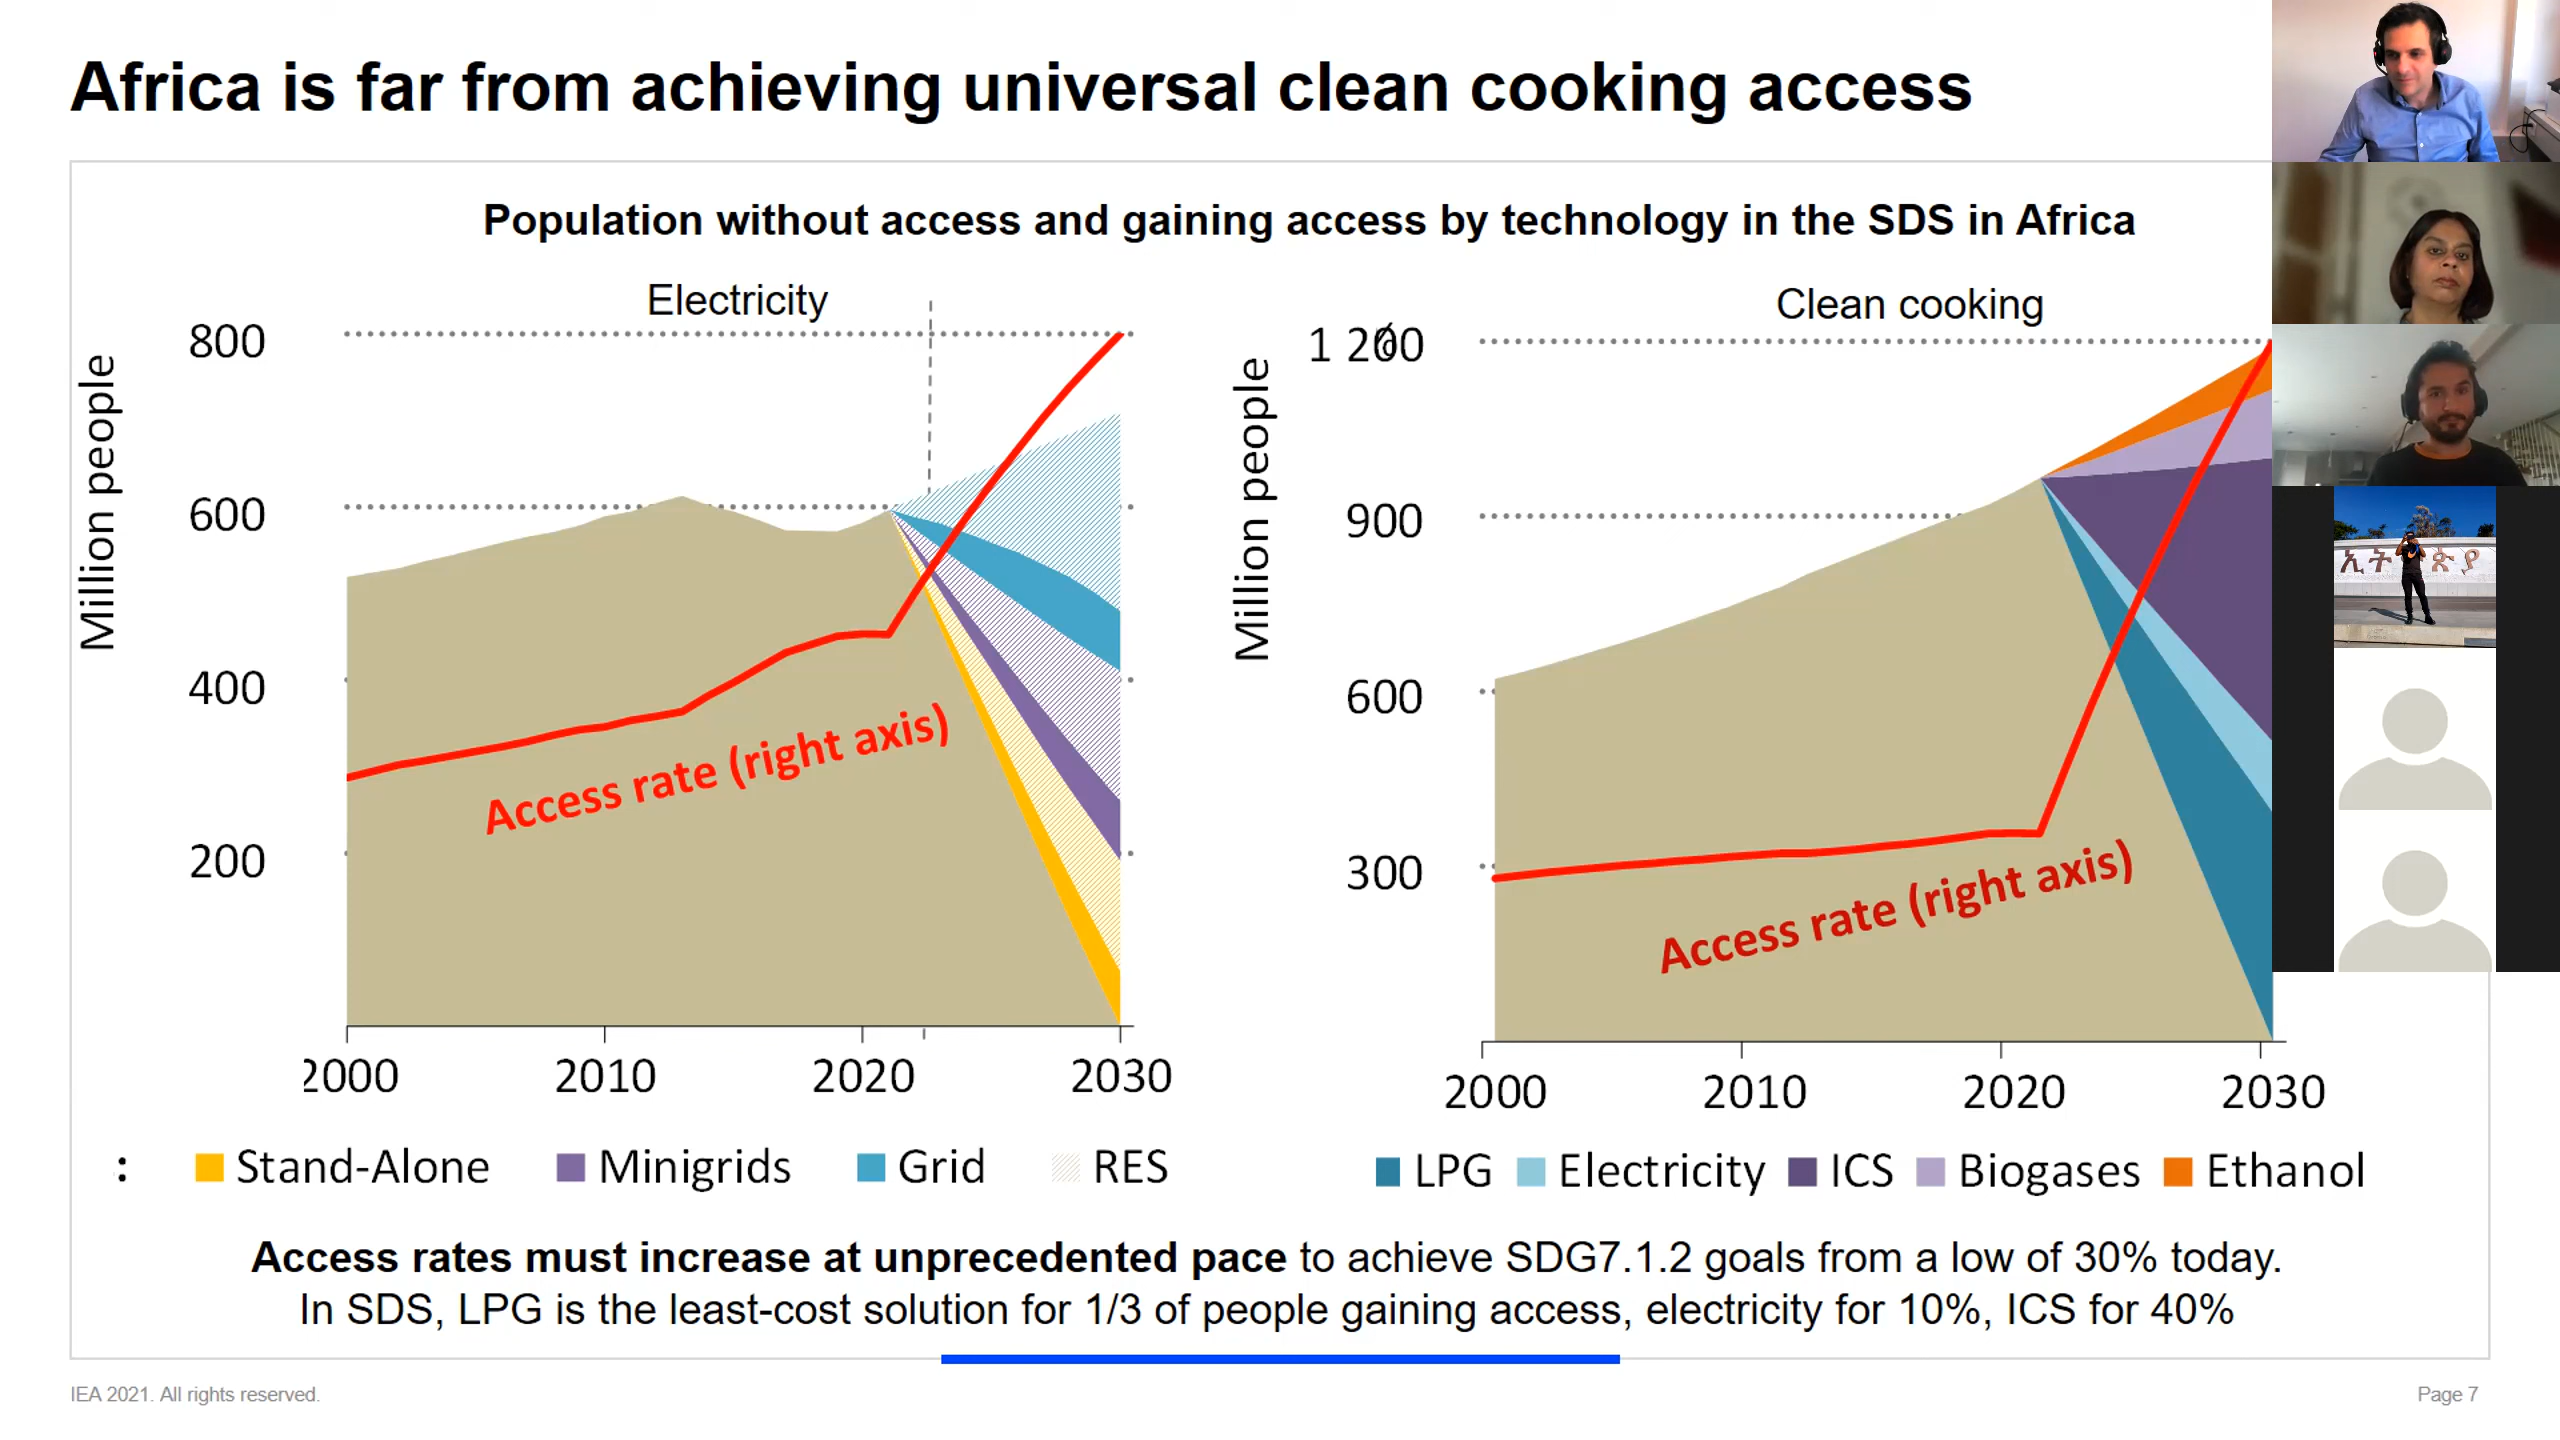 Africa is far from achieving universal clean cooking access
Population without access and gaining access by technology in the SDS in Africa
Electricity
Million people
800
600
400
200
Access rate (right axis)
2000
2010
2020
2030
: Stand-Alone Minigrids Grid RES
Clean cooking
Million people
1 200
900
600
300
Access rate (right axis)
2000
2010
2020
2030
LPG Electricity ICS Biogases Ethanol
Access rates must increase at unprecedented pace to achieve SDG7.1.2 goals from a low of 30% today.
In SDS, LPG is the least-cost solution for 1/3 of people gaining access, electricity for 10%, ICS for 40%
IEA 2021. All rights reserved.
Page 7